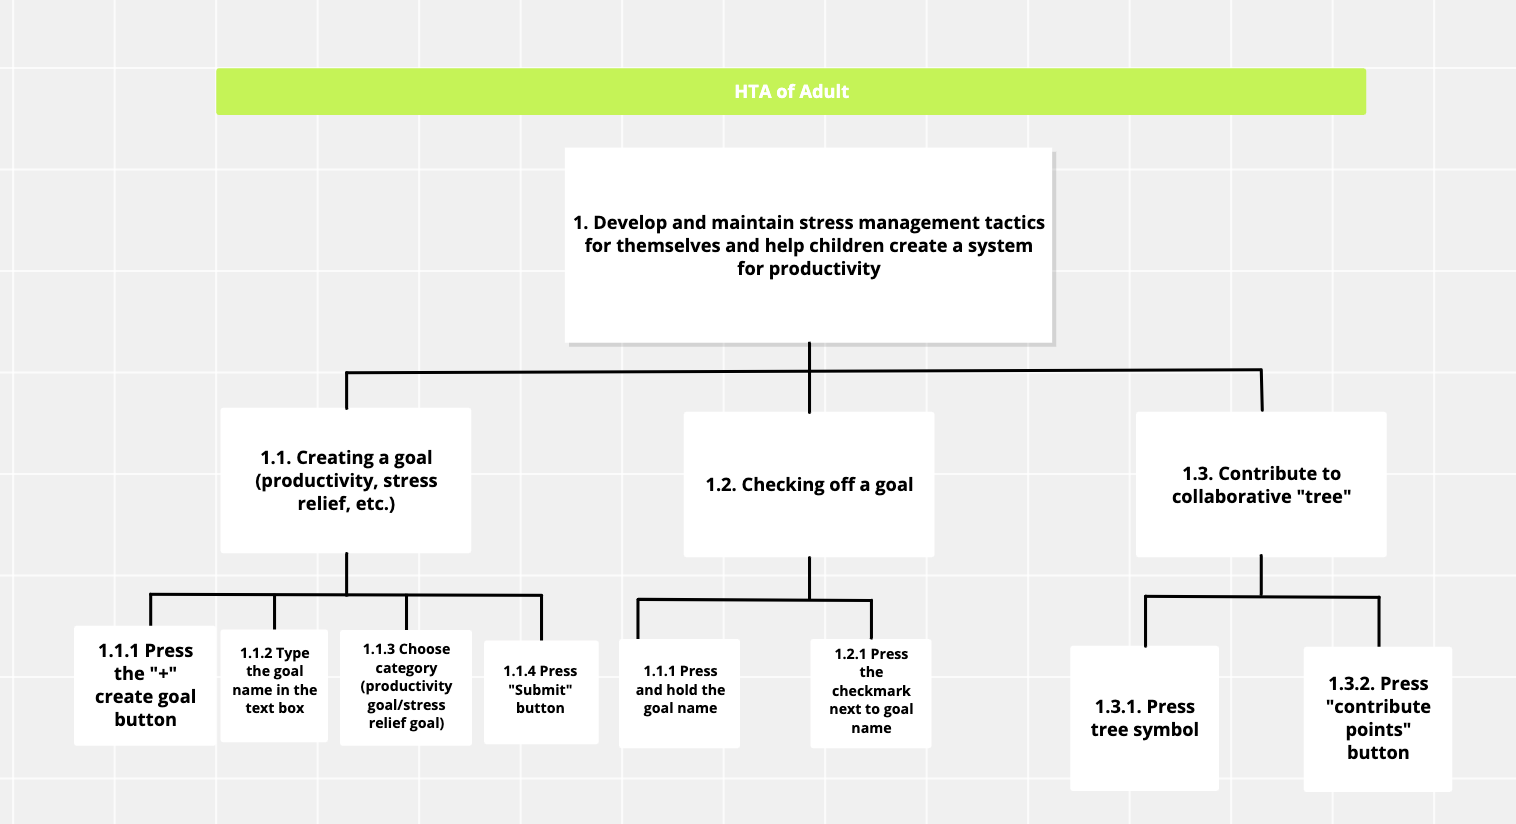 HTA of Adult
1. Develop and maintain stress management tactics
for themselves and help children create a system
for productivity
1.1. Creating a goal
(productivity, stress
relief, etc.)
1.2. Checking off a goal
1.3. Contribute to
collaborative "tree"
1.1.1 Press
the "+"
create goal
button
1.1.2 Type
the goal
name in the
text box
1.1.3 Choose
category
(productivity
goal/stress
relief goal)
1.1.4 Press
"Submit"
button
1.1.1 Press
and hold the
goal name
1.2.1 Press
the
checkmark
next to goal
name
1.3.1. Press
tree symbol
1.3.2. Press
"contribute
points"
button